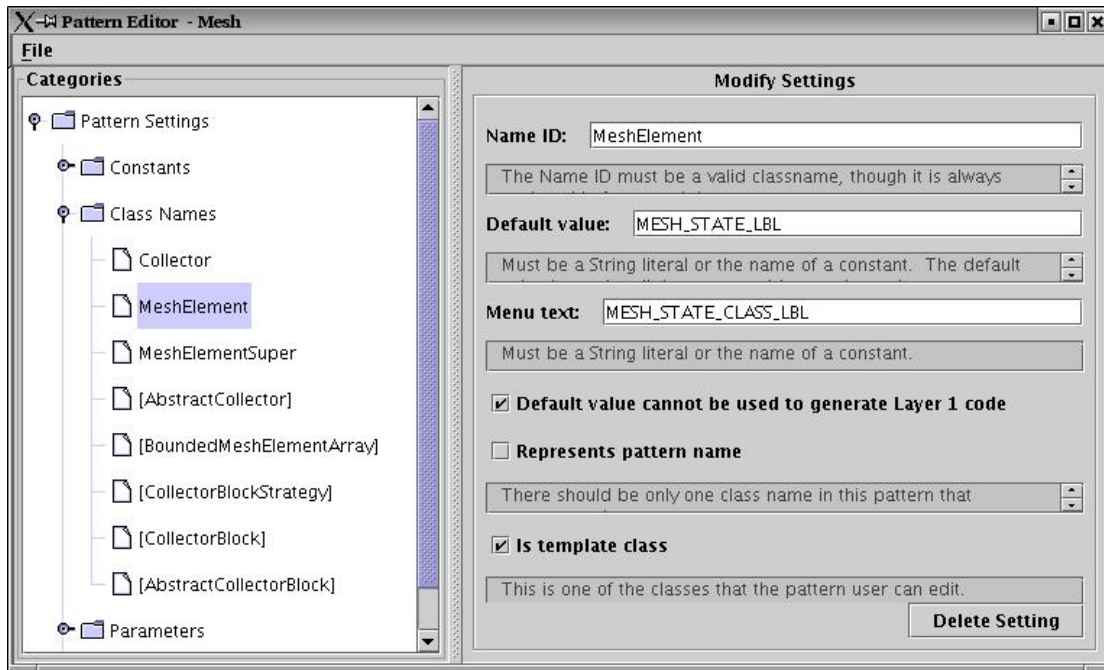 Pattern Editor - Mesh
File
Categories
Pattern Settings
Constants
Class Names
Collector
MeshElement
MeshElementSuper
[AbstractCollector]
[BoundedMeshElementArray]
[CollectorBlockStrategy]
[CollectorBlock]
[AbstractCollectorBlock]
Parameters
Modify Settings
Name ID: MeshElement
The Name ID must be a valid classname, though it is always
Default value: MESH_STATE_LBL
Must be a String literal or the name of a constant. The default
Menu text: MESH_STATE_CLASS_LBL
Must be a String literal or the name of a constant.
Default value cannot be used to generate Layer 1 code
Represents pattern name
There should be only one class name in this pattern that
Is template class
This is one of the classes that the pattern user can edit.
Delete Setting